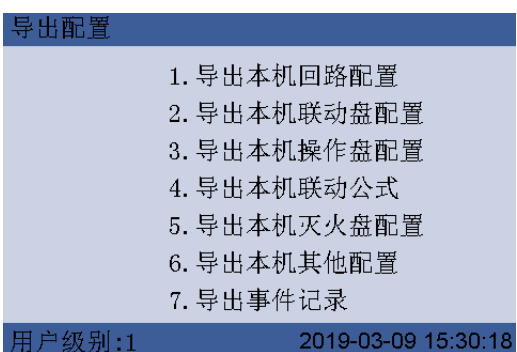 导出配置
1.导出本机回路配置
2.导出本机联动盘配置
3.导出本机操作盘配置
4.导出本机联动公式
5.导出本机灭火盘配置
6.导出本机其他配置
7.导出事件记录
用户级别:1 2019-03-09 15:30:18